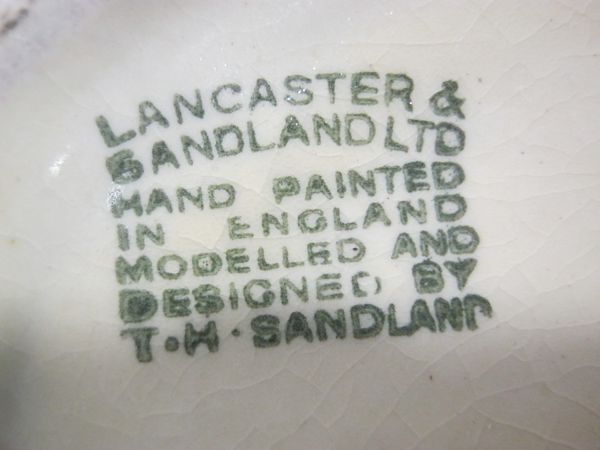 LANCASTER &
SANDLAND LTD
HAND PAINTED
IN ENGLAND
MODELLED AND
DESIGNED BY
T·H·SANDLAND